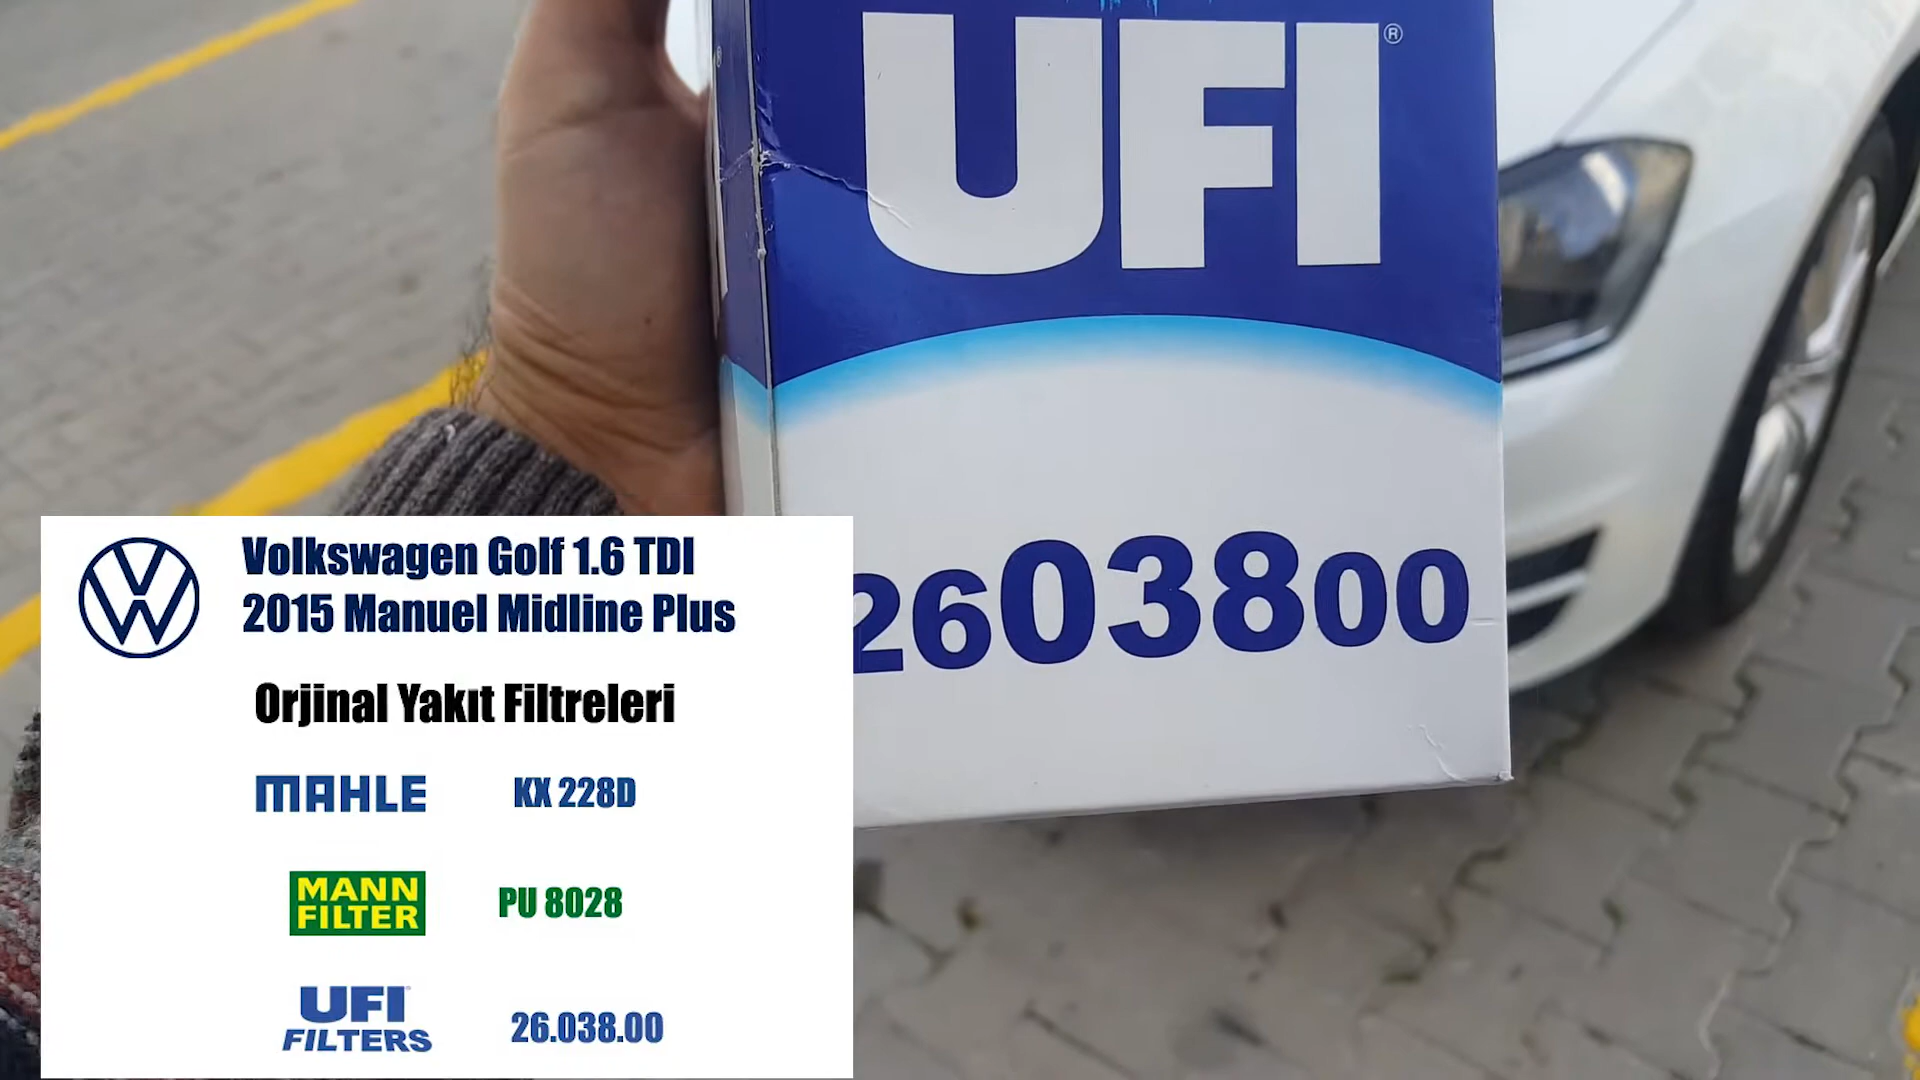 UFI®
2603800
Volkswagen Golf 1.6 TDI
2015 Manuel Midline Plus
Orjinal Yakıt Filtreleri
MAHLE KX 228D
MANN
FILTER
PU 8028
UFI
FILTERS
26.038.00